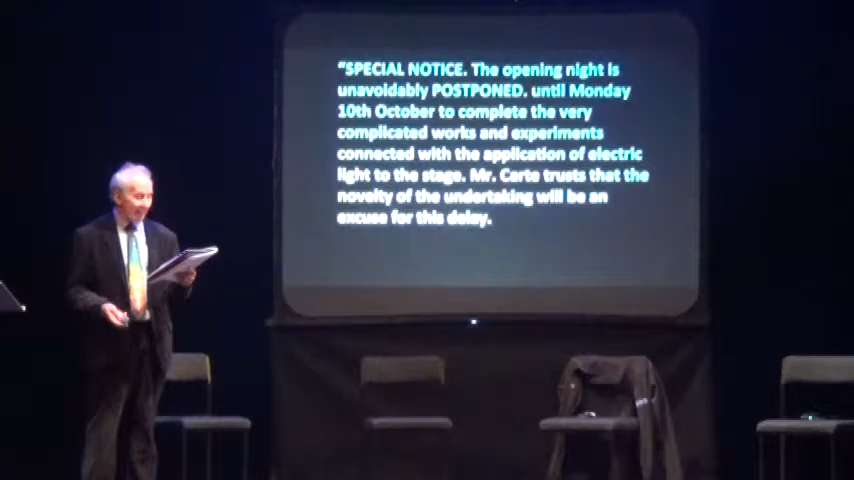 “SPECIAL NOTICE. The opening night is
unavoidably POSTPONED. until Monday
10th October to complete the very
complicated works and experiments
connected with the application of electric
light to the stage. Mr. Carte trusts that the
novelty of the undertaking will be an
excuse for this delay.